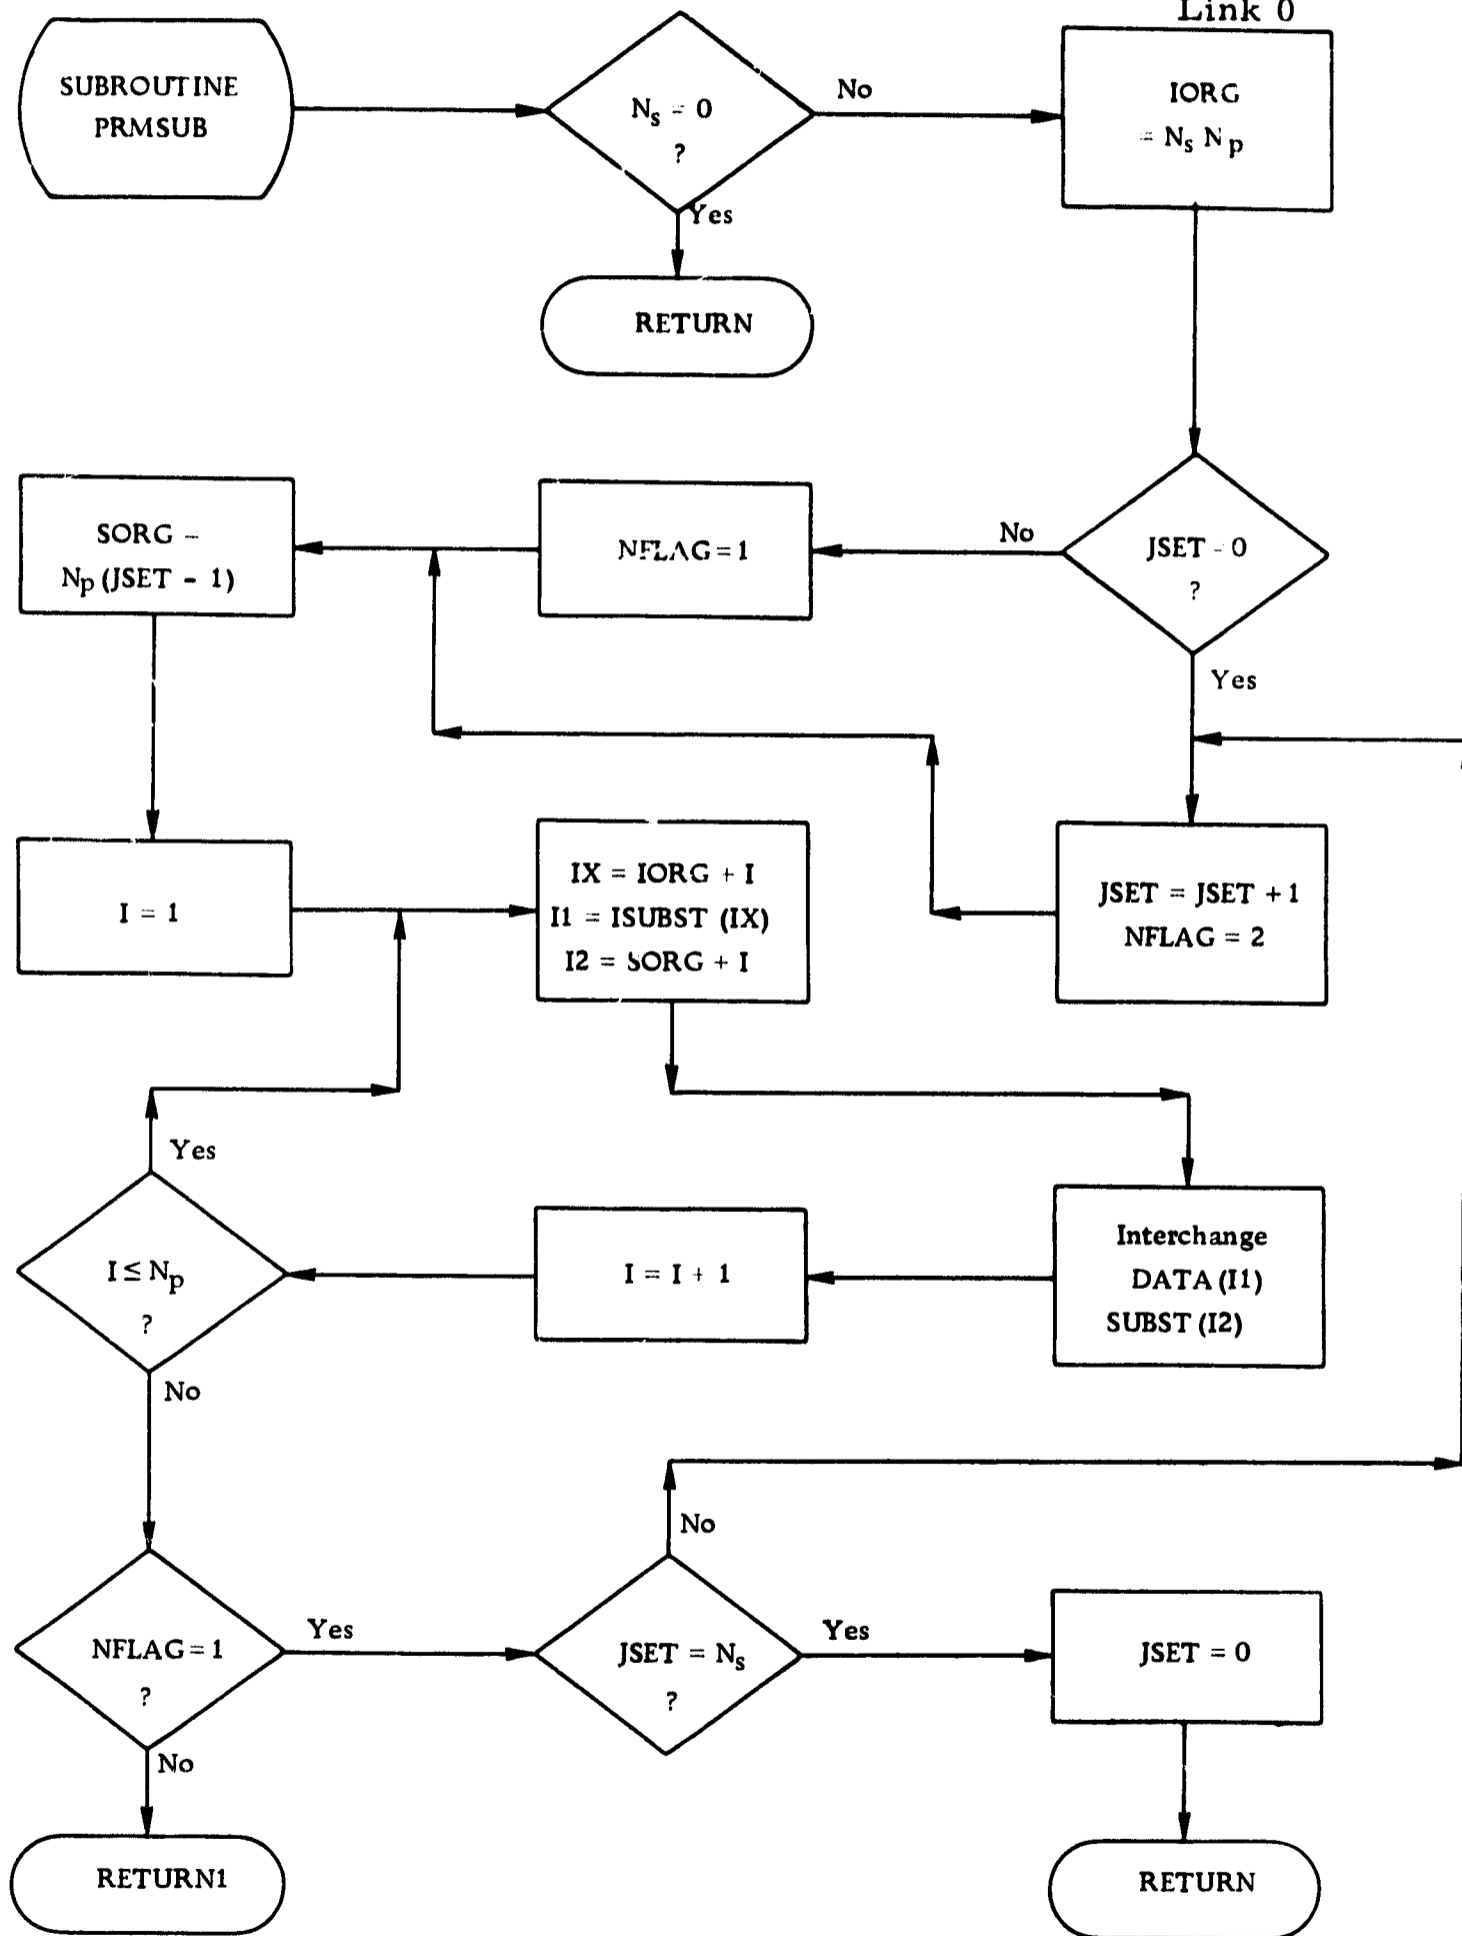 Link 0
SUBROUTINE
PRMSUB
N_s = 0
?
No
IORG
= N_s N_p
Yes
RETURN
SORG =
N_p (JSET - 1)
NFLAG = 1
No
JSET = 0
?
Yes
I = 1
IX = IORG + I
I1 = ISUBST (IX)
I2 = SORG + I
JSET = JSET + 1
NFLAG = 2
Yes
I ≤ N_p
?
I = I + 1
Interchange
DATA (I1)
SUBST (I2)
No
No
NFLAG = 1
?
Yes
JSET = N_s
?
Yes
JSET = 0
No
RETURN1
RETURN